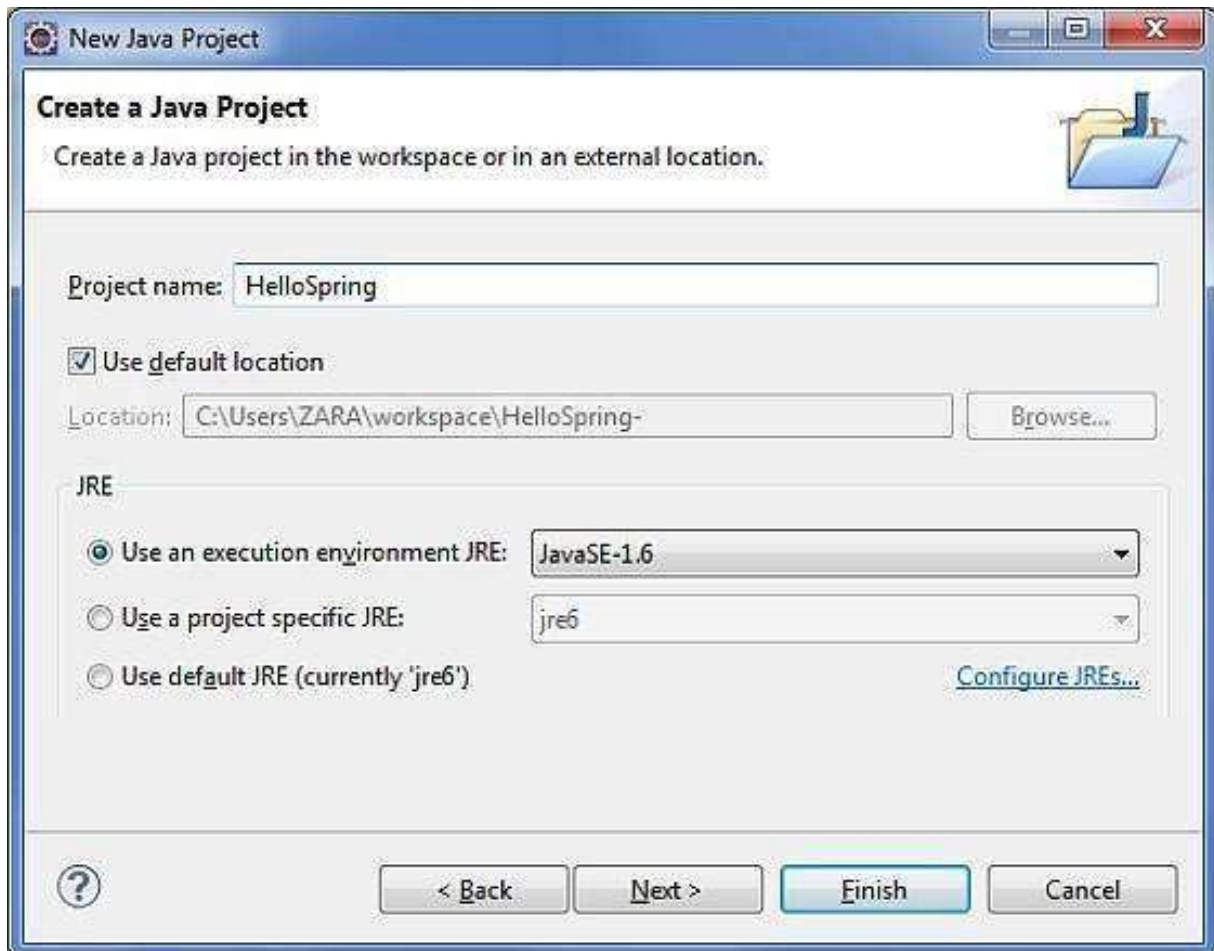 New Java Project
Create a Java Project
Create a Java project in the workspace or in an external location.
Project name: HelloSpring
Use default location
Location: C:\Users\ZARA\workspace\HelloSpring-
Browse...
JRE
Use an execution environment JRE: JavaSE-1.6
Use a project specific JRE: jre6
Use default JRE (currently 'jre6') Configure JREs...
? < Back Next > Finish Cancel